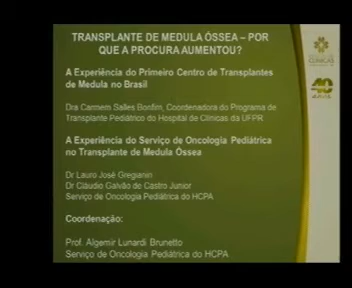 TRANSPLANTE DE MEDULA ÓSSEA – POR
QUE A PROCURA AUMENTOU?
A Experiência do Primeiro Centro de Transplantes
de Medula no Brasil
Dra Carmem Salles Bonfim, Coordenadora do Programa de
Transplante Pediátrico do Hospital de Clínicas da UFPR
A Experiência do Serviço de Oncologia Pediátrica
no Transplante de Medula Óssea
Dr Lauro José Gregianin
Dr Cláudio Galvão de Castro Junior
Serviço de Oncologia Pediátrica do HCPA
Coordenação:
Prof. Algemir Lunardi Brunetto
Serviço de Oncologia Pediátrica do HCPA
CLÍNICAS
40